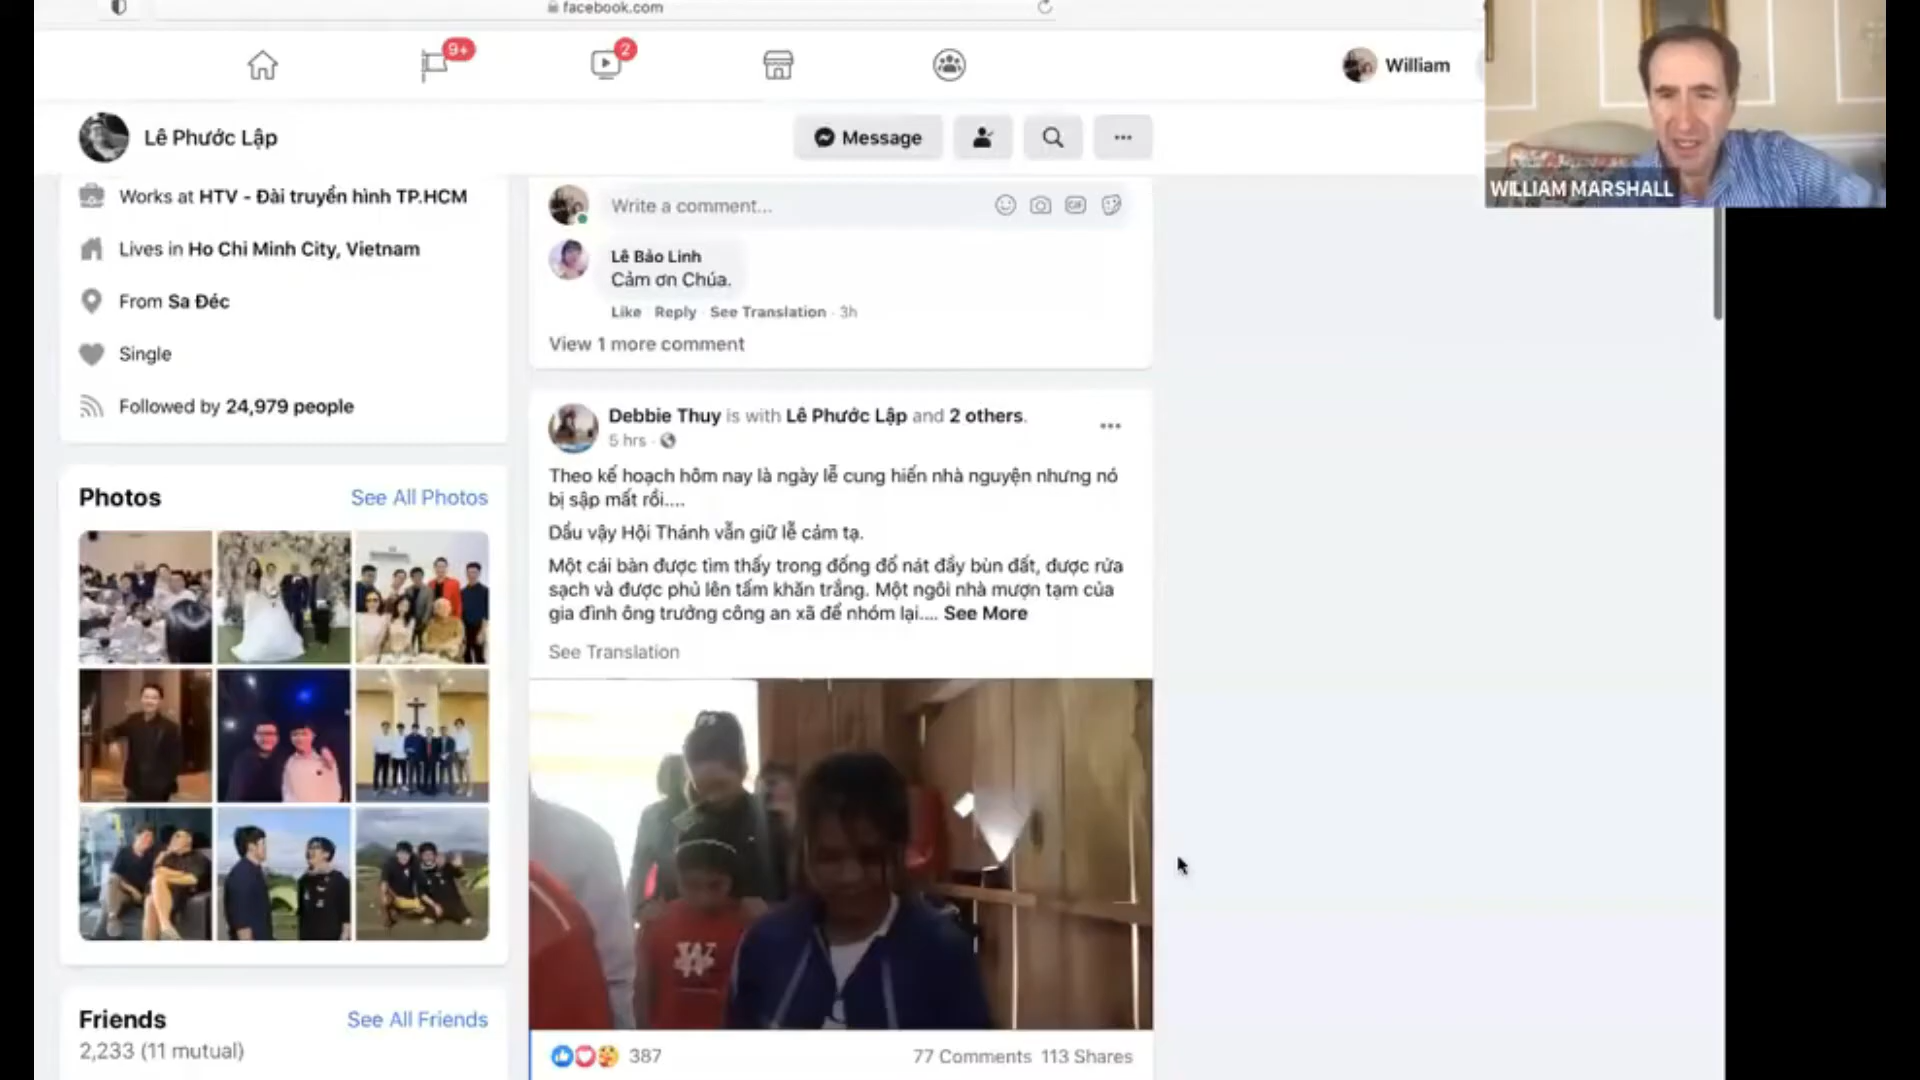 facebook.com
9+
2
William
WILLIAM MARSHALL
Lê Phước Lập
Message
Works at HTV - Đài truyền hình TP.HCM
Lives in Ho Chi Minh City, Vietnam
From Sa Đéc
Single
Followed by 24,979 people
Photos
See All Photos
Friends
See All Friends
2,233 (11 mutual)
Write a comment...
GIF
Lê Bảo Linh
Cảm ơn Chúa.
Like · Reply · See Translation · 3h
View 1 more comment
Debbie Thuy is with Lê Phước Lập and 2 others.
5 hrs ·
Theo kế hoạch hôm nay là ngày lễ cung hiến nhà nguyện nhưng nó
bị sập mất rồi....
Dẩu vậy Hội Thánh vẫn giữ lễ cảm tạ.
Một cái bàn được tìm thấy trong đống đổ nát đầy bùn đất, được rửa
sạch và được phủ lên tấm khăn trắng. Một ngôi nhà mượn tạm của
gia đình ông trưởng công an xã để nhóm lại.... See More
See Translation
W
387
77 Comments 113 Shares